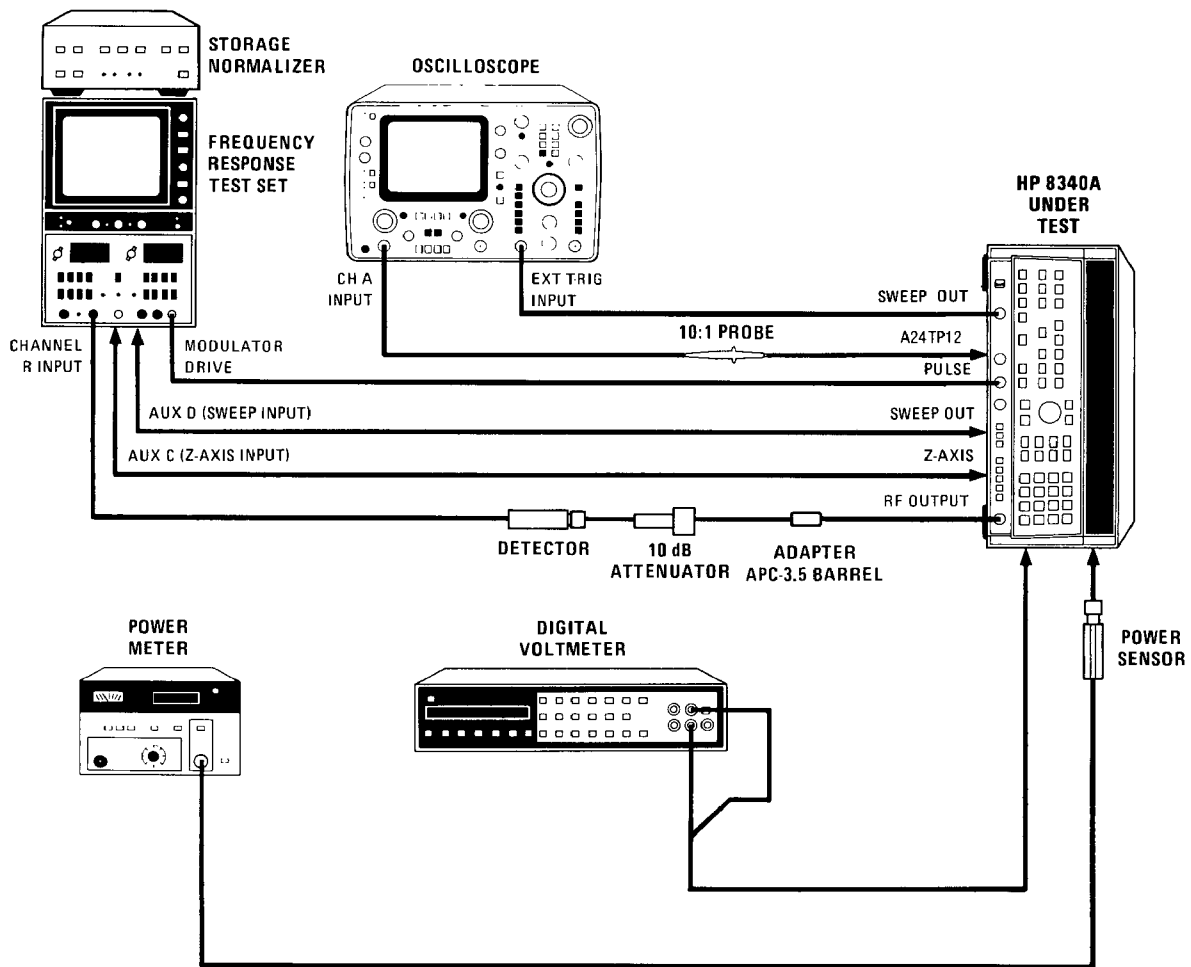 STORAGE
NORMALIZER
OSCILLOSCOPE
FREQUENCY
RESPONSE
TEST SET
HP 8340A
UNDER
TEST
CH A
INPUT
EXT TRIG
INPUT
SWEEP OUT
10:1 PROBE
A24TP12
CHANNEL
R INPUT
MODULATOR
DRIVE
PULSE
AUX D (SWEEP INPUT)
SWEEP OUT
AUX C (Z-AXIS INPUT)
Z-AXIS
RF OUTPUT
DETECTOR
10 dB
ATTENUATOR
ADAPTER
APC-3.5 BARREL
POWER
METER
DIGITAL
VOLTMETER
POWER
SENSOR